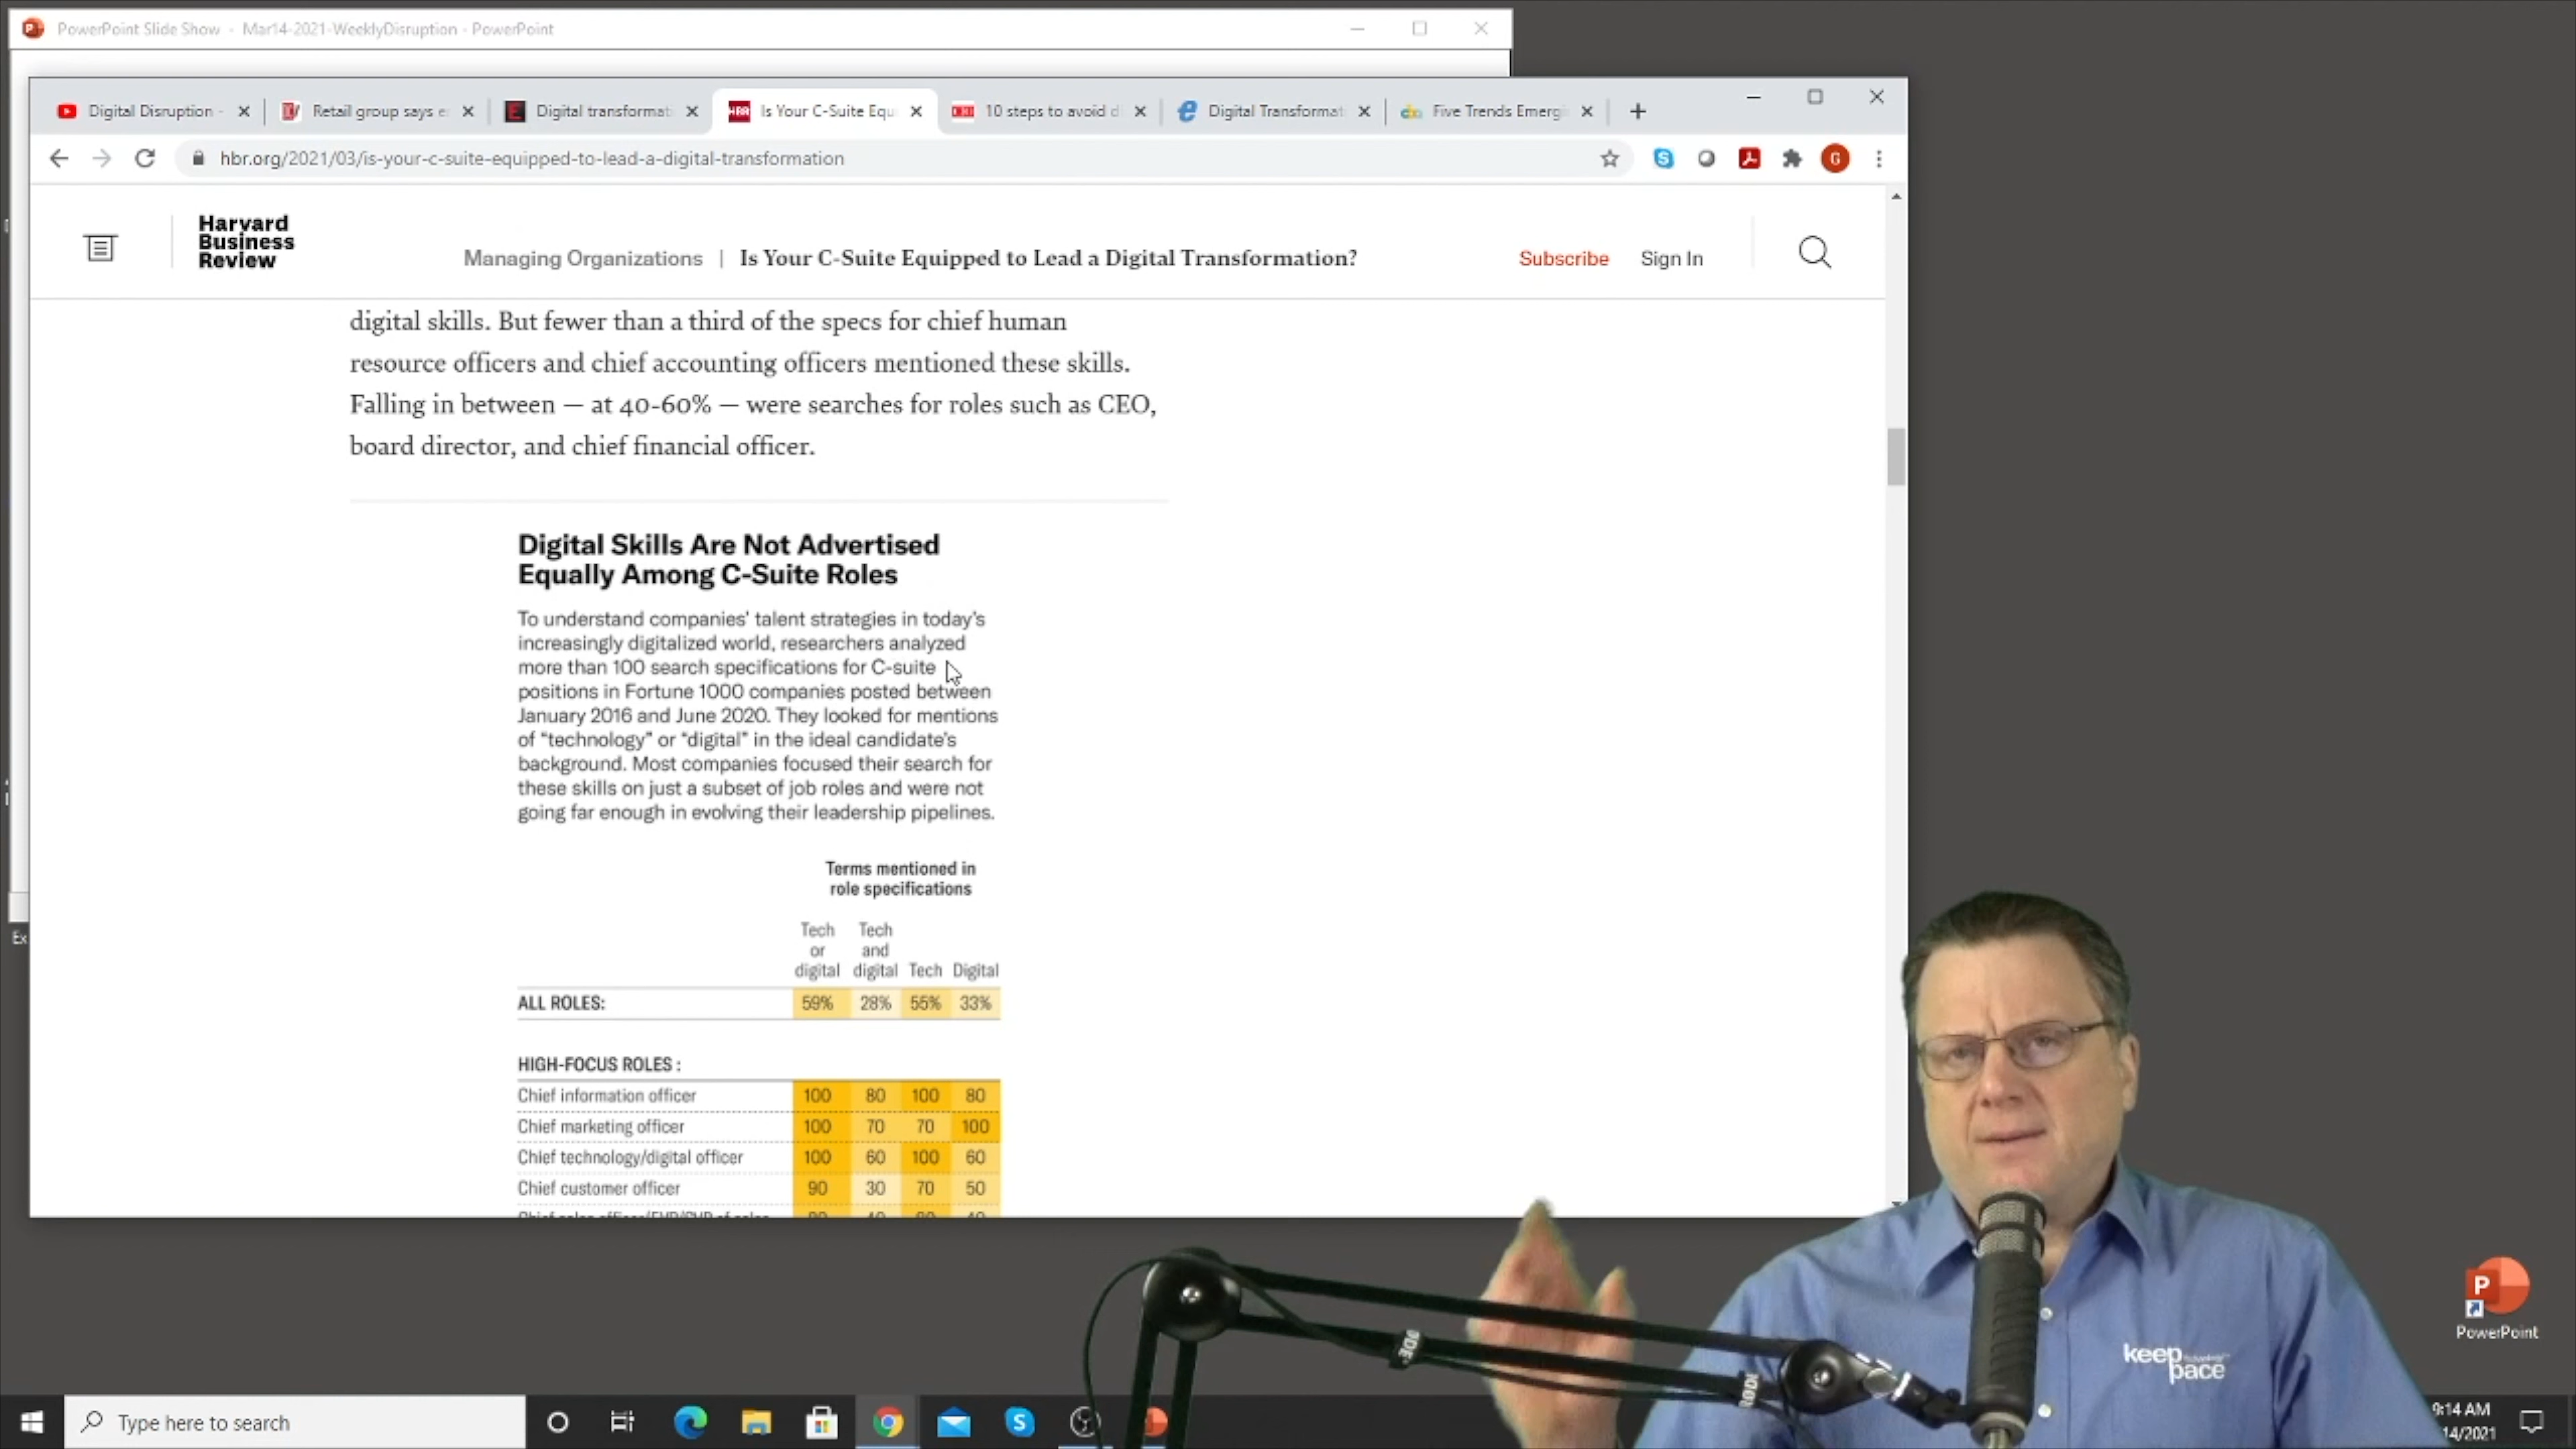 PowerPoint Slide Show - Mar14-2021-WeeklyDisruption - PowerPoint
Digital Disruption -
Retail group says e
Digital transformati
HBR
Is Your C-Suite Equ
10 steps to avoid d
Digital Transformat
Five Trends Emergi
hbr.org/2021/03/is-your-c-suite-equipped-to-lead-a-digital-transformation
G
Harvard
Business
Review
Managing Organizations | Is Your C-Suite Equipped to Lead a Digital Transformation?
Subscribe
Sign In
digital skills. But fewer than a third of the specs for chief human
resource officers and chief accounting officers mentioned these skills.
Falling in between — at 40-60% — were searches for roles such as CEO,
board director, and chief financial officer.
Digital Skills Are Not Advertised
Equally Among C-Suite Roles
To understand companies' talent strategies in today's
increasingly digitalized world, researchers analyzed
more than 100 search specifications for C-suite
positions in Fortune 1000 companies posted between
January 2016 and June 2020. They looked for mentions
of "technology" or "digital" in the ideal candidate's
background. Most companies focused their search for
these skills on just a subset of job roles and were not
going far enough in evolving their leadership pipelines.
Terms mentioned in
role specifications
Tech or digital Tech and digital Tech Digital
ALL ROLES: 59% 28% 55% 33%
HIGH-FOCUS ROLES :
Chief information officer 100 80 100 80
Chief marketing officer 100 70 70 100
Chief technology/digital officer 100 60 100 60
Chief customer officer 90 30 70 50
Ex
P
PowerPoint
keep
pace
Type here to search
S
9:14 AM
14/2021